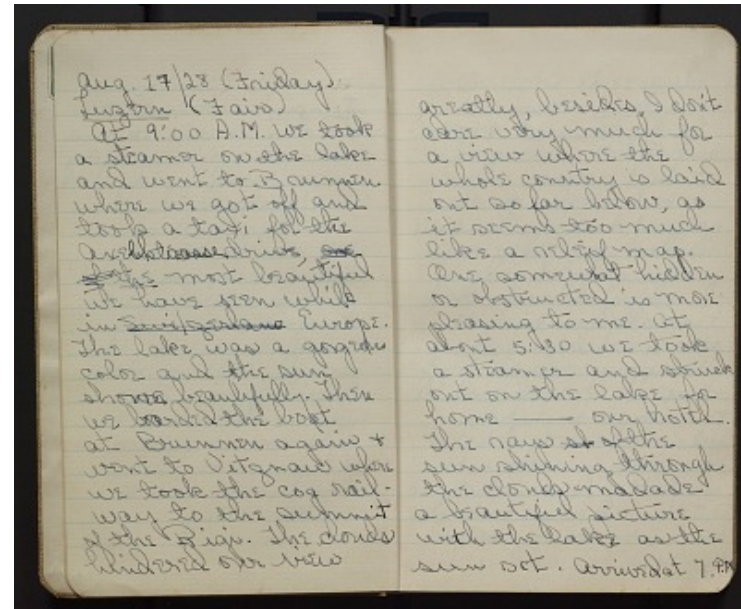 Aug. 17/28 (Friday).
Luzern (Fair)
At 9:00 A.M. we took
a steamer on the lake
and went to Brunnen
where we got off and
took a taxi for the
Axenstrasse drive, one
of the most beautiful
we have seen while
in Switzerland Europe.
The lake was a gorgeous
color and the sun
shone beautifully. Then
we boarded the boat
at Brunnen again +
went to Vitznau where
we took the cog rail-
way to the summit
of the Rigi. The clouds
hindered our view
greatly, besides, I don't
care very much for
a view where the
whole country is laid
out so far below, as
it seems too much
like a relief map.
One somewhat hidden
or obstructed is more
pleasing to me. At
about 5:30 we took
a steamer and struck
out on the lake for
home — our hotel.
The rays of the
sun shining through
the clouds made
a beautiful picture
with the lake as the
sun set. Arrived at 7. P.M